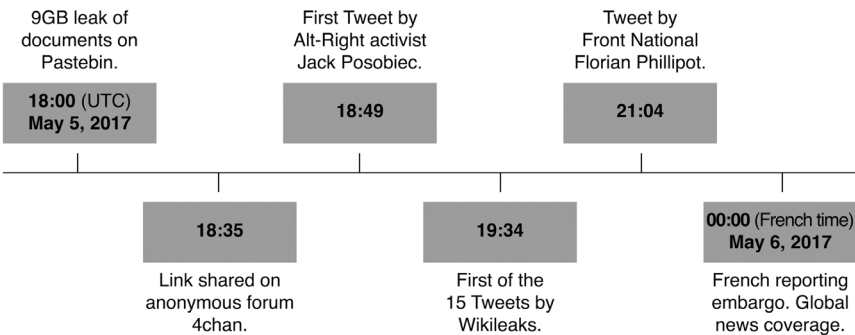 9GB leak of
documents on
Pastebin.
18:00 (UTC)
May 5, 2017
18:35
Link shared on
anonymous forum
4chan.
First Tweet by
Alt-Right activist
Jack Posobiec.
18:49
19:34
First of the
15 Tweets by
Wikileaks.
Tweet by
Front National
Florian Phillipot.
21:04
00:00 (French time)
May 6, 2017
French reporting
embargo. Global
news coverage.